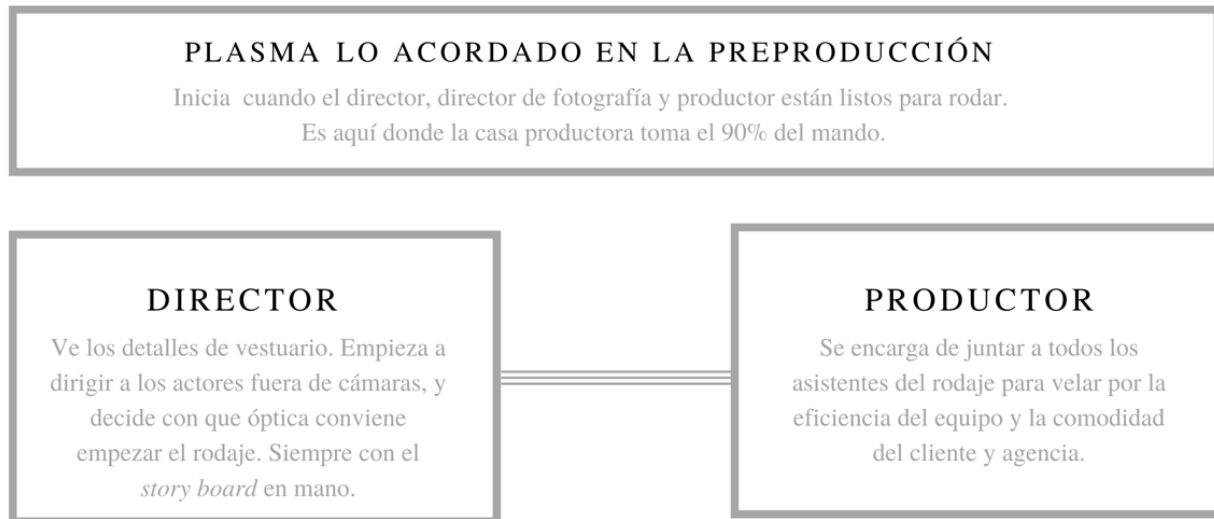 PLASMA LO ACORDADO EN LA PREPRODUCCIÓN
Inicia cuando el director, director de fotografía y productor están listos para rodar.
Es aquí donde la casa productora toma el 90% del mando.
DIRECTOR
Ve los detalles de vestuario. Empieza a
dirigir a los actores fuera de cámaras, y
decide con que óptica conviene
empezar el rodaje. Siempre con el
story board en mano.
PRODUCTOR
Se encarga de juntar a todos los
asistentes del rodaje para velar por la
eficiencia del equipo y la comodidad
del cliente y agencia.